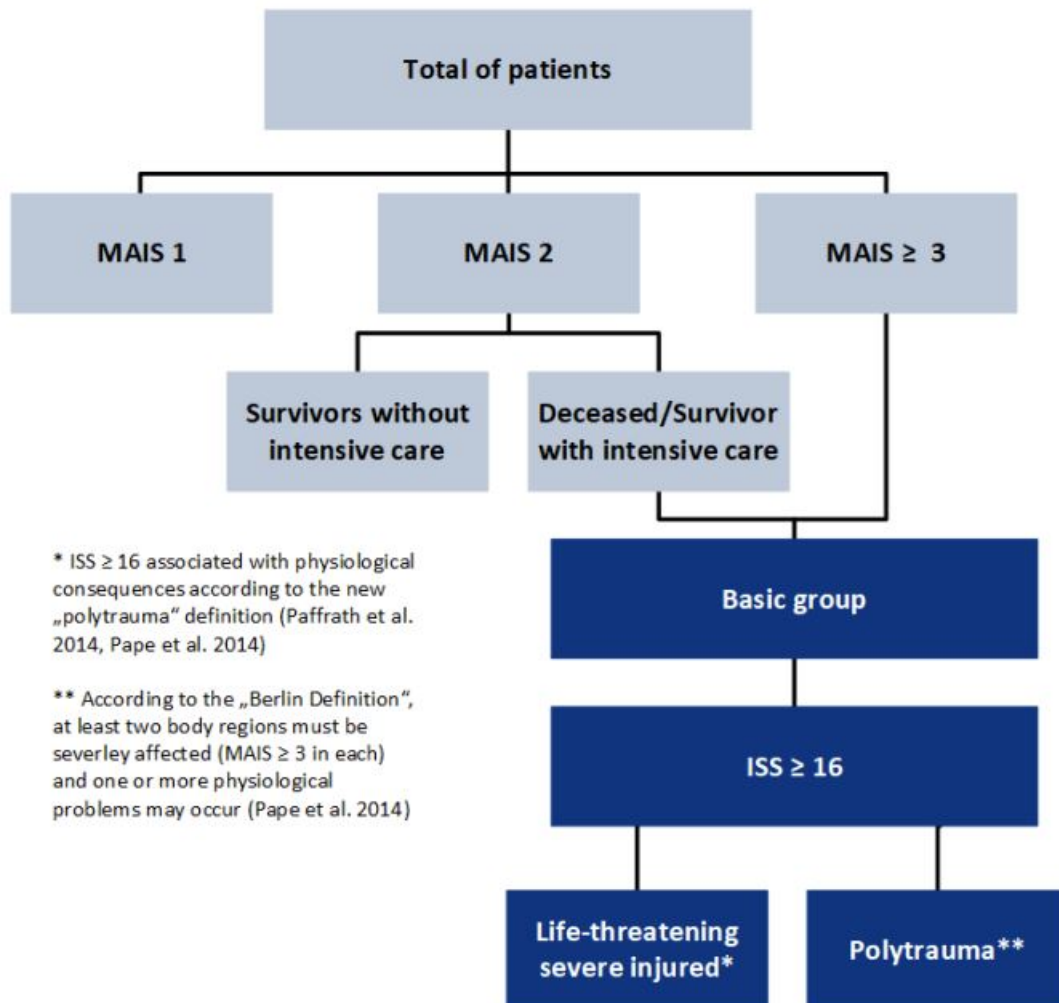 Total of patients
MAIS 1
MAIS 2
MAIS ≥ 3
Survivors without
intensive care
Deceased/Survivor
with intensive care
* ISS ≥ 16 associated with physiological
consequences according to the new
„polytrauma“ definition (Paffrath et al.
2014, Pape et al. 2014)
** According to the „Berlin Definition“,
at least two body regions must be
severley affected (MAIS ≥ 3 in each)
and one or more physiological
problems may occur (Pape et al. 2014)
Basic group
ISS ≥ 16
Life-threatening
severe injured*
Polytrauma**